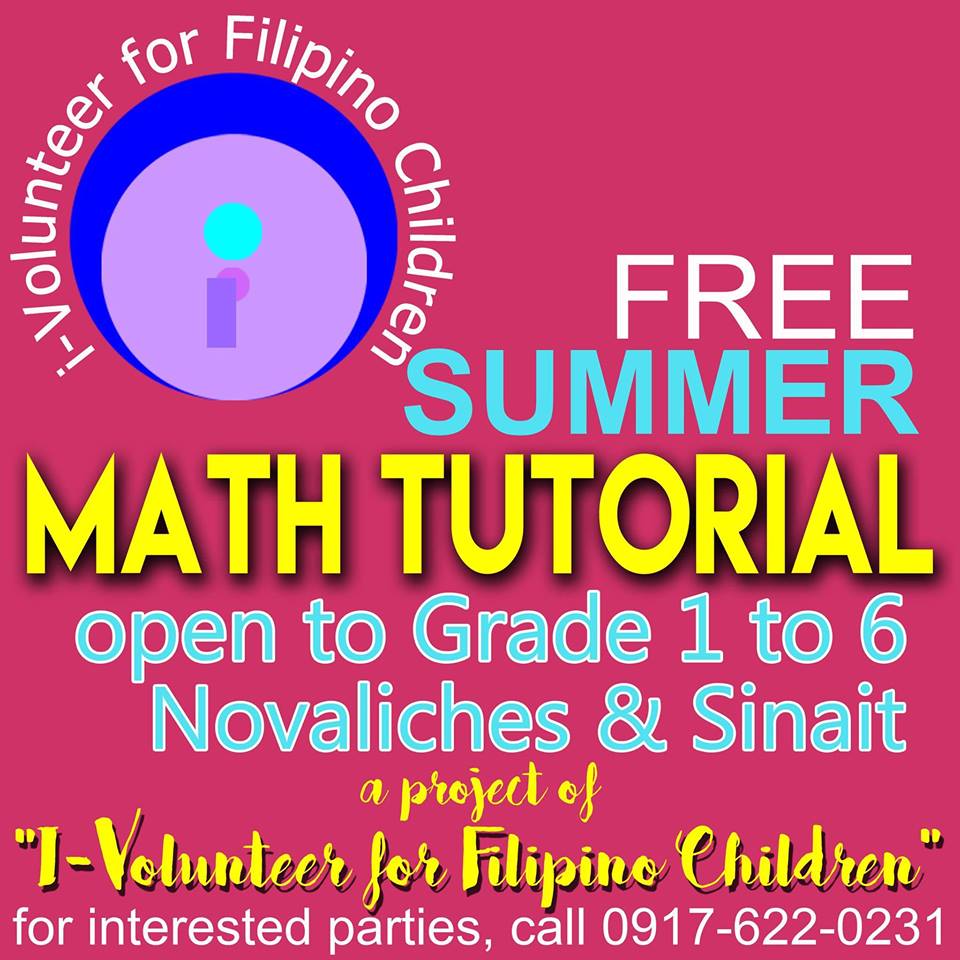 i-Volunteer for Filipino Children
FREE
SUMMER
MATH TUTORIAL
open to Grade 1 to 6
Novaliches & Sinait
a project of
"I-Volunteer for Filipino Children"
for interested parties, call 0917-622-0231